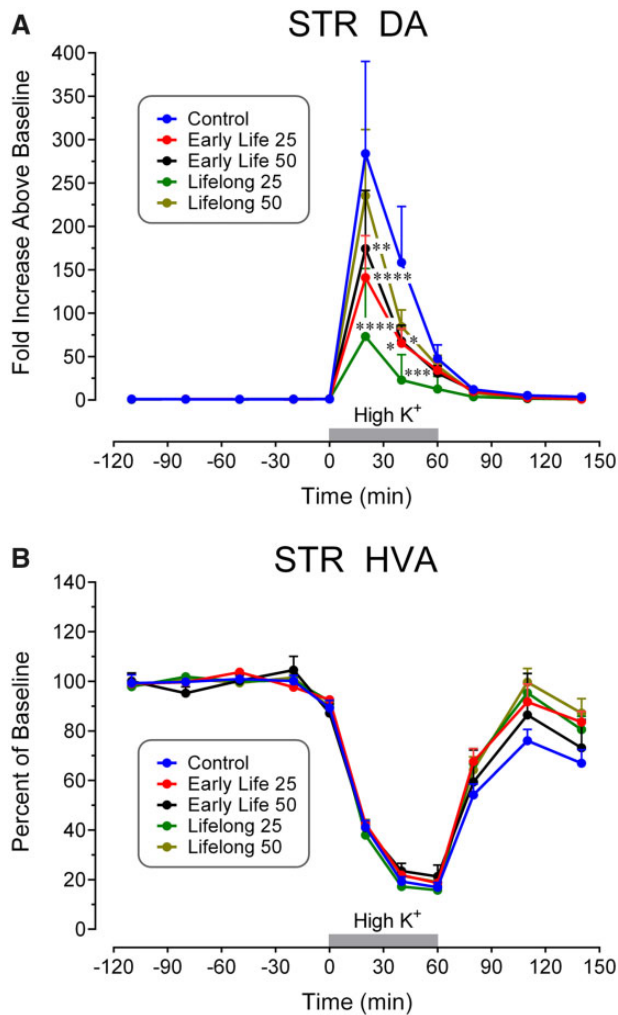 A
STR DA
Fold Increase Above Baseline
400
350
300
250
200
150
100
50
0
Control
Early Life 25
Early Life 50
Lifelong 25
Lifelong 50
**
****
****
*
*
***
High K⁺
-120 -90 -60 -30 0 30 60 90 120 150
Time (min)
B
STR HVA
Percent of Baseline
140
120
100
80
60
40
20
0
Control
Early Life 25
Early Life 50
Lifelong 25
Lifelong 50
High K⁺
-120 -90 -60 -30 0 30 60 90 120 150
Time (min)